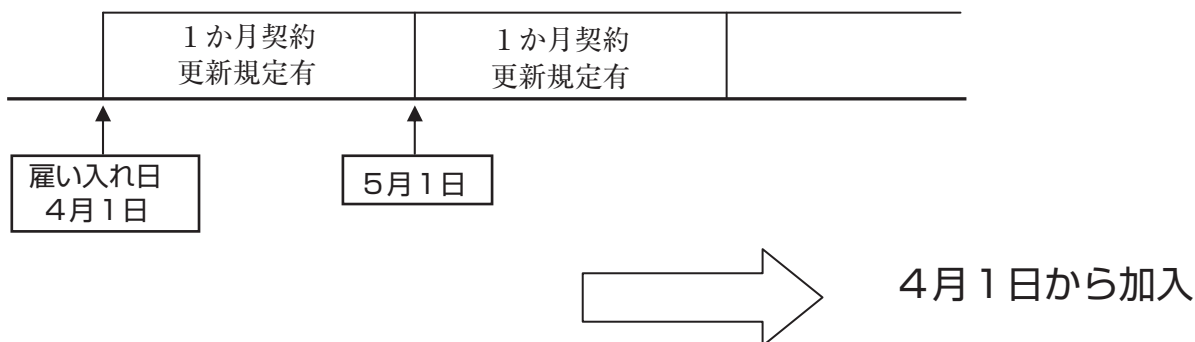 １か月契約
更新規定有
１か月契約
更新規定有
雇い入れ日
４月１日
５月１日
４月１日から加入